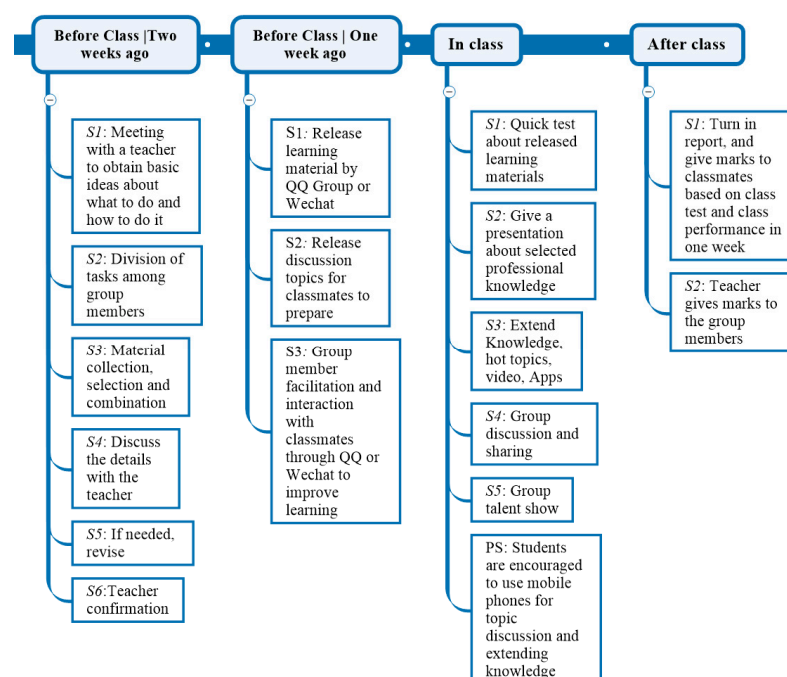 Before Class |Two
weeks ago
S1: Meeting
with a teacher
to obtain basic
ideas about
what to do and
how to do it
S2: Division of
tasks among
group
members
S3: Material
collection,
selection and
combination
S4: Discuss
the details
with the
teacher
S5: If needed,
revise
S6:Teacher
confirmation
Before Class | One
week ago
S1: Release
learning
material by
QQ Group or
Wechat
S2: Release
discussion
topics for
classmates to
prepare
S3: Group
member
facilitation and
interaction
with
classmates
through QQ or
Wechat to
improve
learning
In class
S1: Quick test
about released
learning
materials
S2: Give a
presentation
about selected
professional
knowledge
S3: Extend
Knowledge,
hot topics,
video, Apps
S4: Group
discussion and
sharing
S5: Group
talent show
PS: Students
are encouraged
to use mobile
phones for
topic
discussion and
extending
knowledge
After class
S1: Turn in
report, and
give marks to
classmates
based on class
test and class
performance in
one week
S2: Teacher
gives marks to
the group
members